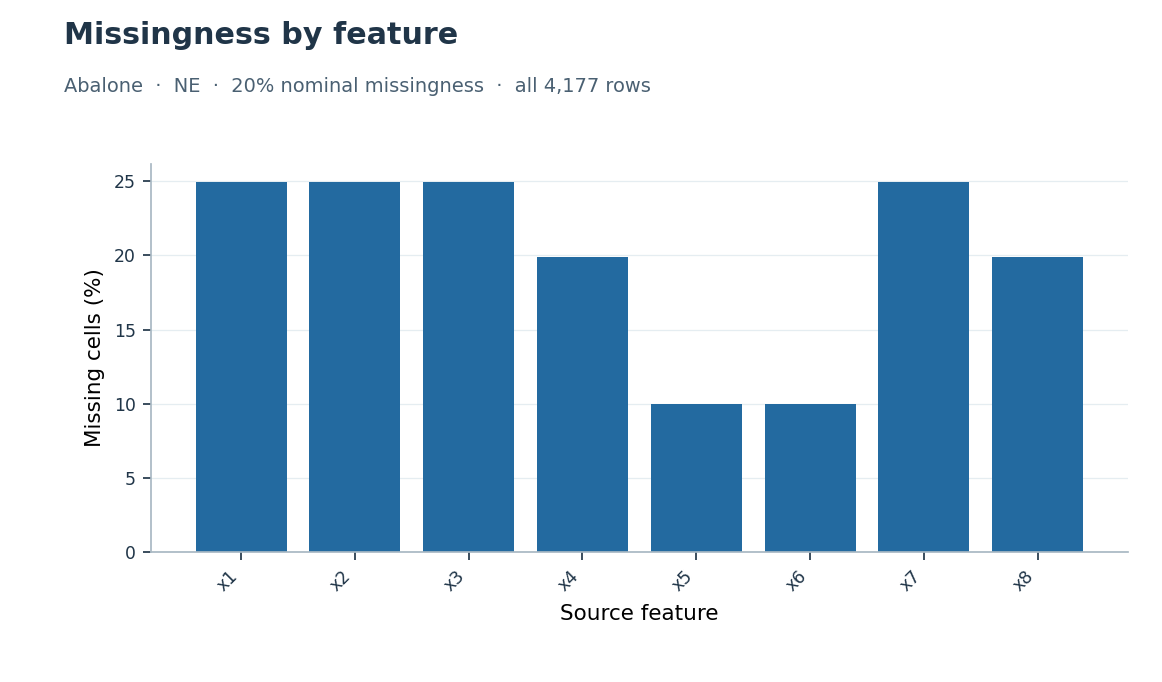 Missingness by feature
Abalone · NE · 20% nominal missingness · all 4,177 rows
Missing cells (%)
25
20
15
10
5
0
x1 x2 x3 x4 x5 x6 x7 x8
Source feature